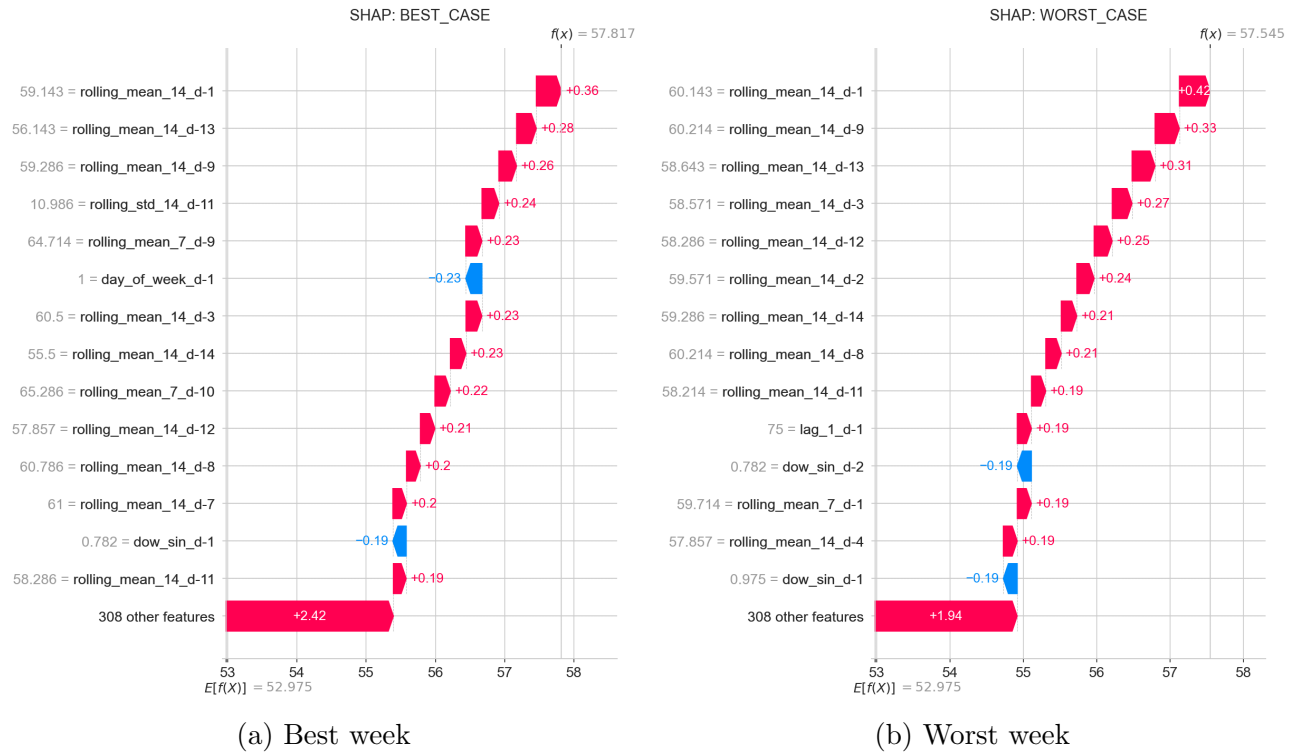 SHAP: BEST_CASE
f(x) = 57.817
59.143 = rolling_mean_14_d-1
+0.36
56.143 = rolling_mean_14_d-13
+0.28
59.286 = rolling_mean_14_d-9
+0.26
10.986 = rolling_std_14_d-11
+0.24
64.714 = rolling_mean_7_d-9
+0.23
1 = day_of_week_d-1
−0.23
60.5 = rolling_mean_14_d-3
+0.23
55.5 = rolling_mean_14_d-14
+0.23
65.286 = rolling_mean_7_d-10
+0.22
57.857 = rolling_mean_14_d-12
+0.21
60.786 = rolling_mean_14_d-8
+0.2
61 = rolling_mean_14_d-7
+0.2
0.782 = dow_sin_d-1
−0.19
58.286 = rolling_mean_14_d-11
+0.19
308 other features
+2.42
53 54 55 56 57 58
E[f(X)] = 52.975
(a) Best week
SHAP: WORST_CASE
f(x) = 57.545
60.143 = rolling_mean_14_d-1
+0.42
60.214 = rolling_mean_14_d-9
+0.33
58.643 = rolling_mean_14_d-13
+0.31
58.571 = rolling_mean_14_d-3
+0.27
58.286 = rolling_mean_14_d-12
+0.25
59.571 = rolling_mean_14_d-2
+0.24
59.286 = rolling_mean_14_d-14
+0.21
60.214 = rolling_mean_14_d-8
+0.21
58.214 = rolling_mean_14_d-11
+0.19
75 = lag_1_d-1
+0.19
0.782 = dow_sin_d-2
−0.19
59.714 = rolling_mean_7_d-1
+0.19
57.857 = rolling_mean_14_d-4
+0.19
0.975 = dow_sin_d-1
−0.19
308 other features
+1.94
53 54 55 56 57 58
E[f(X)] = 52.975
(b) Worst week